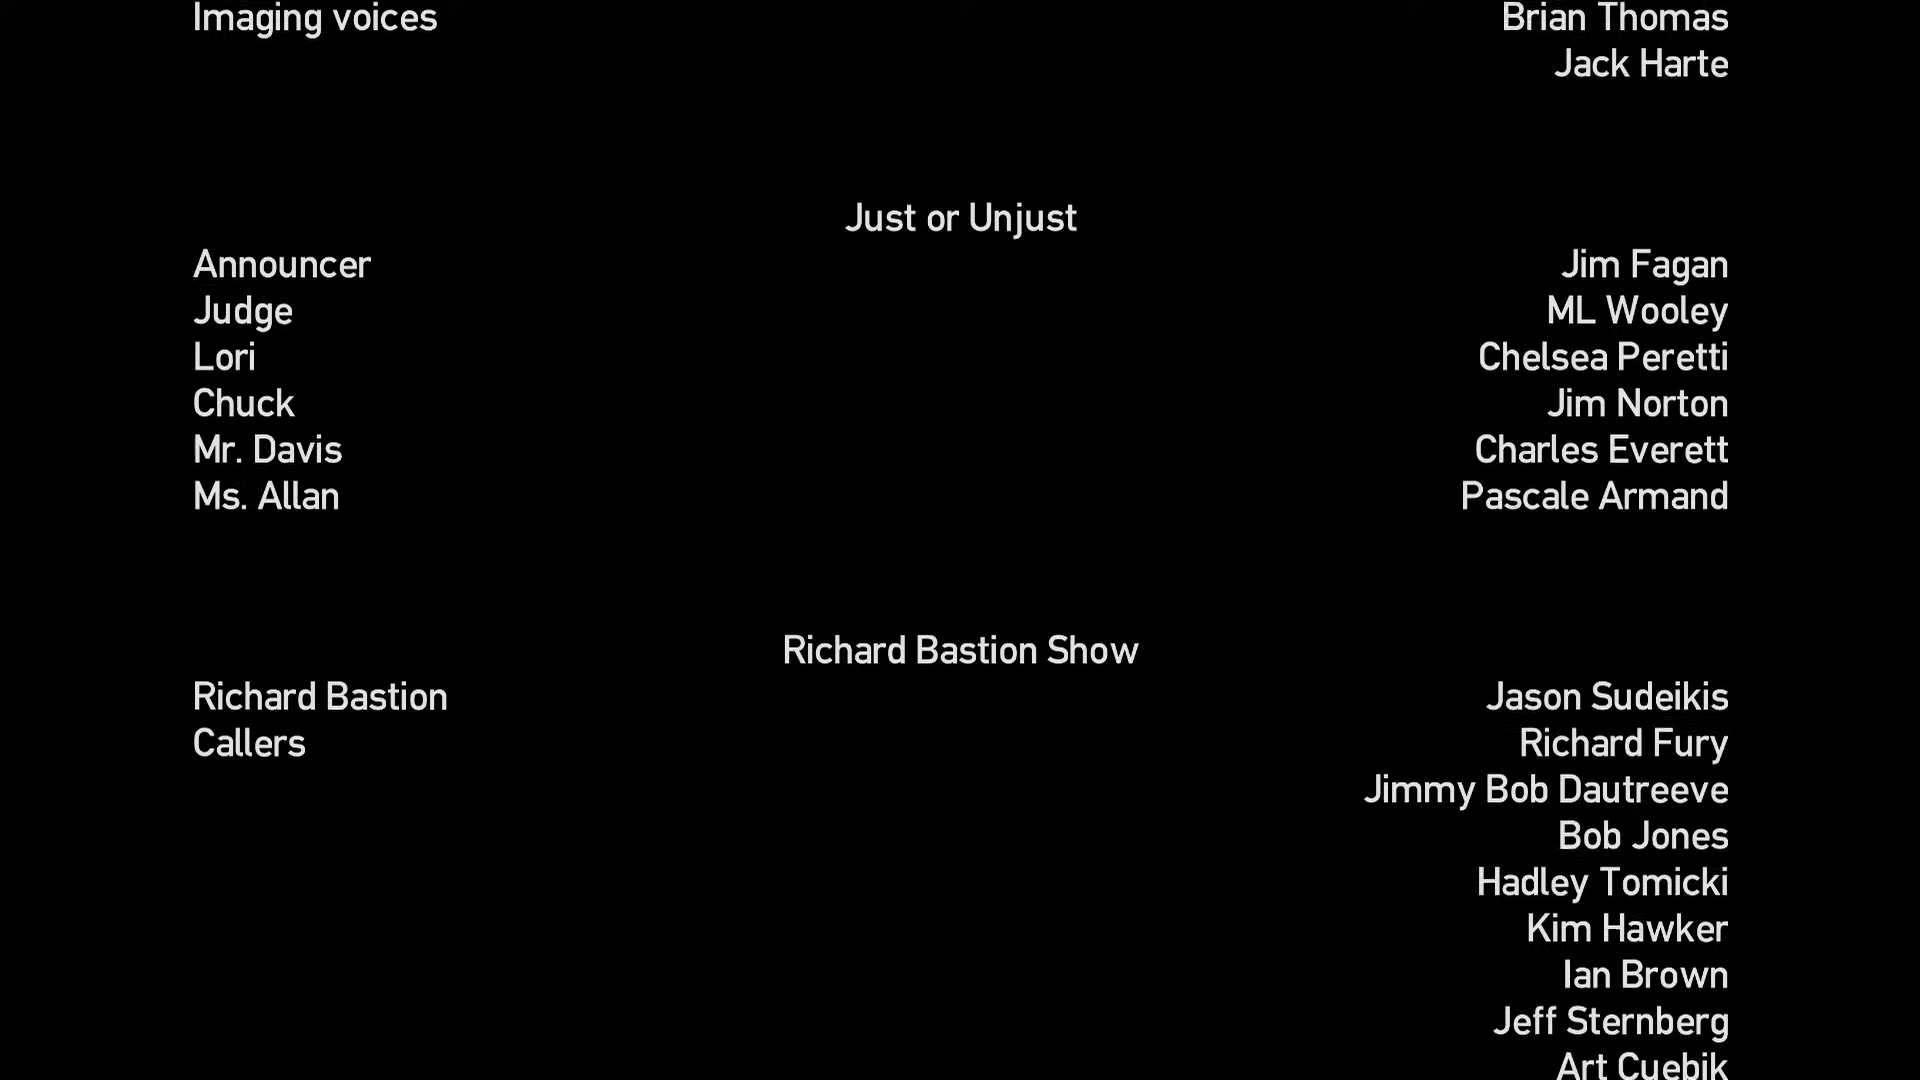 Imaging voices Brian Thomas
Jack Harte
Just or Unjust
Announcer Jim Fagan
Judge ML Wooley
Lori Chelsea Peretti
Chuck Jim Norton
Mr. Davis Charles Everett
Ms. Allan Pascale Armand
Richard Bastion Show
Richard Bastion Jason Sudeikis
Callers Richard Fury
Jimmy Bob Dautreeve
Bob Jones
Hadley Tomicki
Kim Hawker
Ian Brown
Jeff Sternberg
Art Cuebik